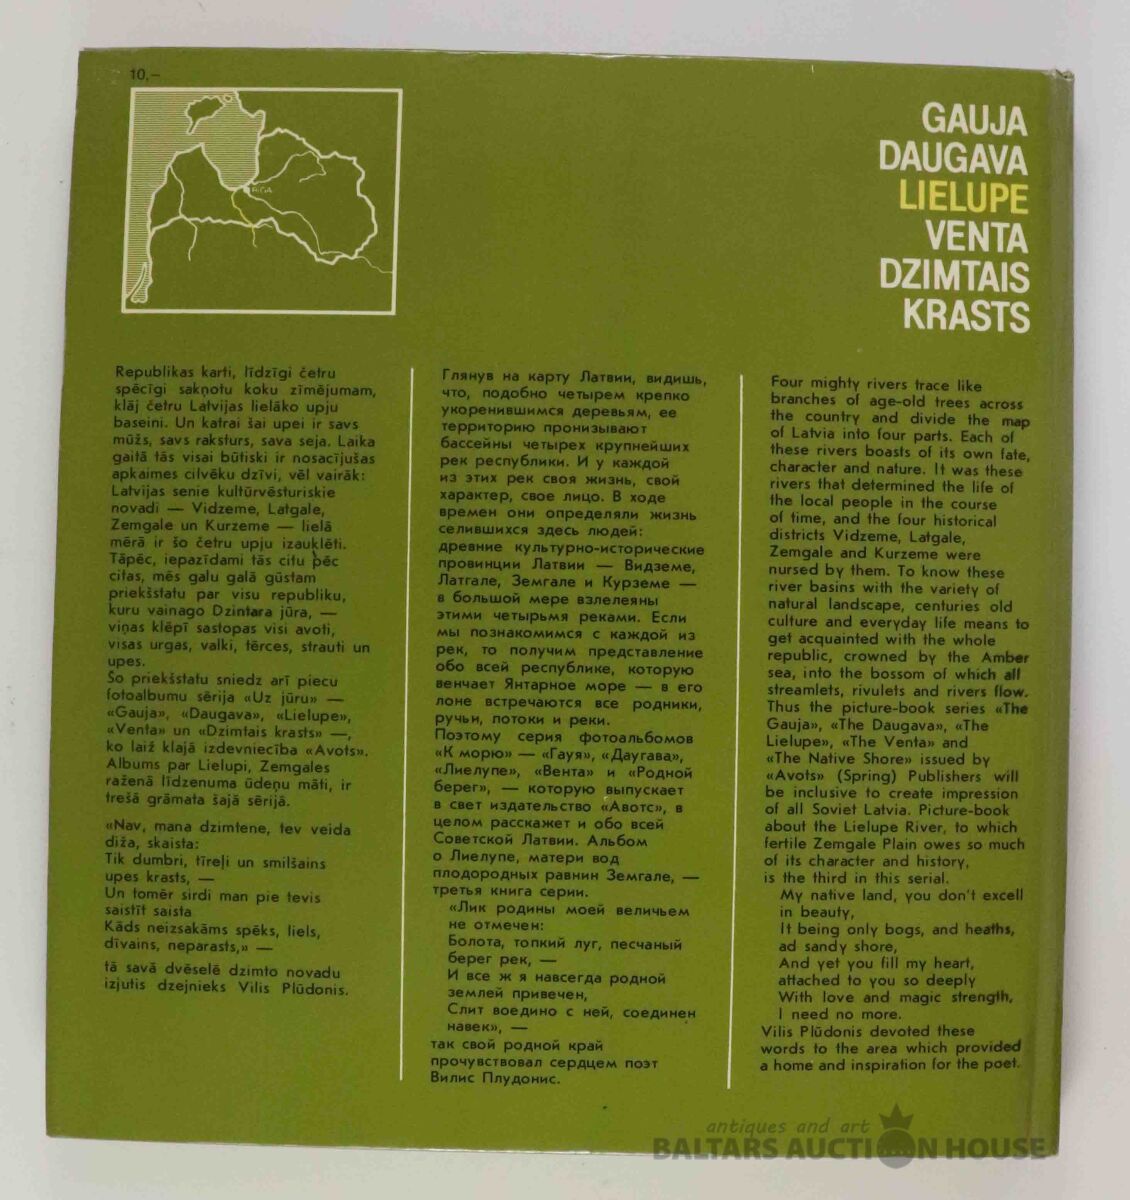 10,—
RĪGA
GAUJA
DAUGAVA
LIELUPE
VENTA
DZIMTAIS
KRASTS
Republikas karti, līdzīgi četru
spēcīgi sakņotu koku zīmējumam,
klāj četru Latvijas lielāko upju
baseini. Un katrai šai upei ir savs
mūžs, savs raksturs, sava seja. Laika
gaitā tās visai būtiski ir nosacījušas
apkaimes cilvēku dzīvi, vēl vairāk:
Latvijas senie kultūrvēsturiskie
novadi — Vidzeme, Latgale,
Zemgale un Kurzeme — lielā
mērā ir šo četru upju izauklēti.
Tāpēc, iepazīdami tās citu pēc
citas, mēs galu galā gūstam
priekšstatu par visu republiku,
kuru vainago Dzintara jūra, —
viņas klēpī sastopas visi avoti,
visas urgas, valki, tērces, strauti un
upes.
Šo priekšstatu sniedz arī piecu
fotoalbumu sērija «Uz jūru» —
«Gauja», «Daugava», «Lielupe»,
«Venta» un «Dzimtais krasts» —,
ko laiž klajā izdevniecība «Avots».
Albums par Lielupi, Zemgales
raženā līdzenuma ūdeņu māti, ir
trešā grāmata šajā sērijā.
«Nav, mana dzimtene, tev veida
diža, skaista:
Tik dumbri, tīreļi un smilšains
upes krasts, —
Un tomēr sirdi man pie tevis
saistīt saista
Kāds neizsakāms spēks, liels,
dīvains, neparasts,» —
tā savā dvēselē dzimto novadu
izjutis dzejnieks Vilis Plūdonis.
Глянув на карту Латвии, видишь,
что, подобно четырем крепко
укоренившимся деревьям, ее
территорию пронизывают
бассейны четырех крупнейших
рек республики. И у каждой
из этих рек своя жизнь, свой
характер, свое лицо. В ходе
времен они определяли жизнь
селившихся здесь людей:
древние культурно-исторические
провинции Латвии — Видземе,
Латгале, Земгале и Курземе —
в большой мере взлелеяны
этими четырьмя реками. Если
мы познакомимся с каждой из
рек, то получим представление
обо всей республике, которую
венчает Янтарное море — в его
лоне встречаются все родники,
ручьи, потоки и реки.
Поэтому серия фотоальбомов
«К морю» — «Гауя», «Даугава»,
«Лиелупе», «Вента» и «Родной
берег», — которую выпускает
в свет издательство «Авотс», в
целом расскажет и обо всей
Советской Латвии. Альбом
о Лиелупе, матери вод
плодородных равнин Земгале, —
третья книга серии.
«Лик родины моей величьем
не отмечен:
Болота, топкий луг, песчаный
берег рек, —
И все ж я навсегда родной
землей привечен,
Слит воедино с ней, соединен
навек», —
так свой родной край
прочувствовал сердцем поэт
Вилис Плудонис.
Four mighty rivers trace like
branches of age-old trees across
the country and divide the map
of Latvia into four parts. Each of
these rivers boasts of its own fate,
character and nature. It was these
rivers that determined the life of
the local people in the course
of time, and the four historical
districts Vidzeme, Latgale,
Zemgale and Kurzeme were
nursed by them. To know these
river basins with the variety of
natural landscape, centuries old
culture and everyday life means to
get acquainted with the whole
republic, crowned by the Amber
sea, into the bossom of which all
streamlets, rivulets and rivers flow.
Thus the picture-book series «The
Gauja», «The Daugava», «The
Lielupe», «The Venta» and
«The Native Shore» issued by
«Avots» (Spring) Publishers will
be inclusive to create impression
of all Soviet Latvia. Picture-book
about the Lielupe River, to which
fertile Zemgale Plain owes so much
of its character and history,
is the third in this serial.
My native land, you don't excell
in beauty,
It being only bogs, and heaths,
ad sandy shore,
And yet you fill my heart,
attached to you so deeply
With love and magic strength,
I need no more.
Vilis Plūdonis devoted these
words to the area which provided
a home and inspiration for the poet.
antiques and art
BALTARS AUCTION HOUSE